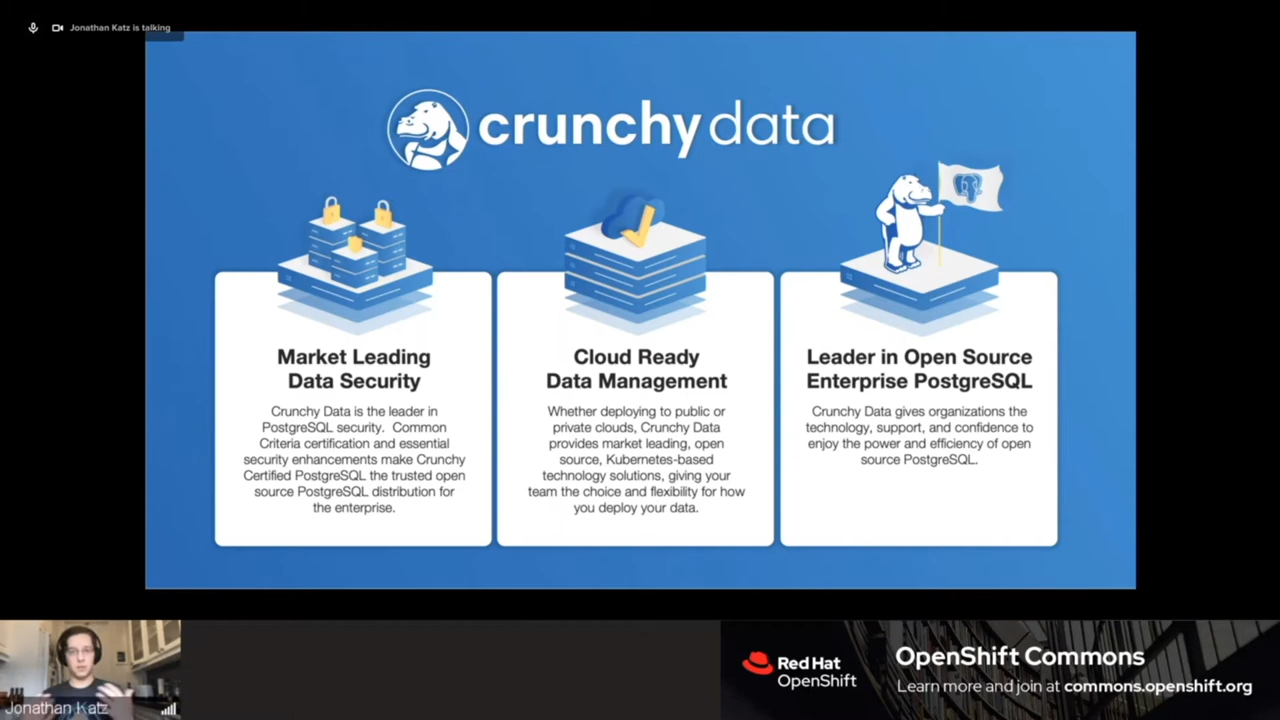 Jonathan Katz is talking
crunchy data
Market Leading
Data Security
Crunchy Data is the leader in
PostgreSQL security. Common
Criteria certification and essential
security enhancements make Crunchy
Certified PostgreSQL the trusted open
source PostgreSQL distribution for
the enterprise.
Cloud Ready
Data Management
Whether deploying to public or
private clouds, Crunchy Data
provides market leading, open
source, Kubernetes-based
technology solutions, giving your
team the choice and flexibility for how
you deploy your data.
Leader in Open Source
Enterprise PostgreSQL
Crunchy Data gives organizations the
technology, support, and confidence to
enjoy the power and efficiency of open
source PostgreSQL.
Jonathan Katz
Red Hat
OpenShift
OpenShift Commons
Learn more and join at commons.openshift.org